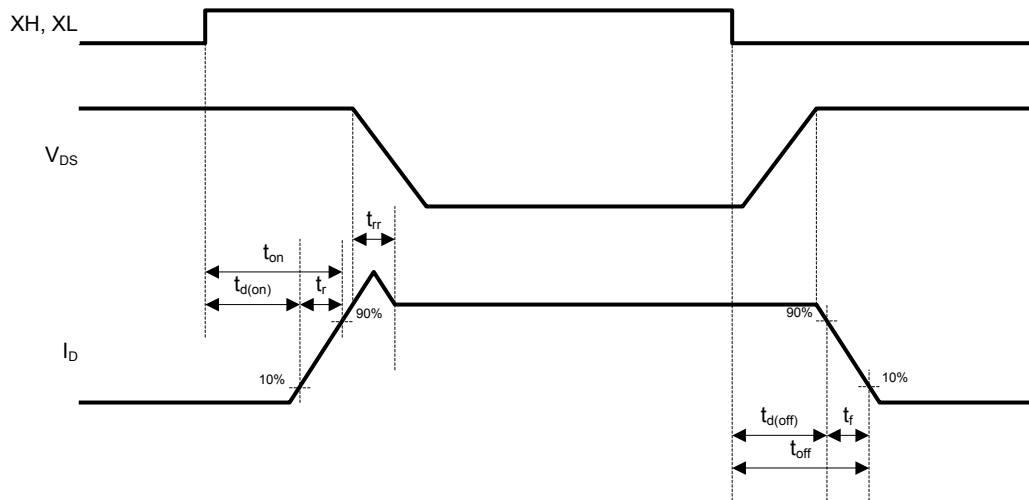 XH, XL
V_DS
t_rr
t_on
t_d(on) t_r
90%
90%
I_D
10%
10%
t_d(off) t_f
t_off